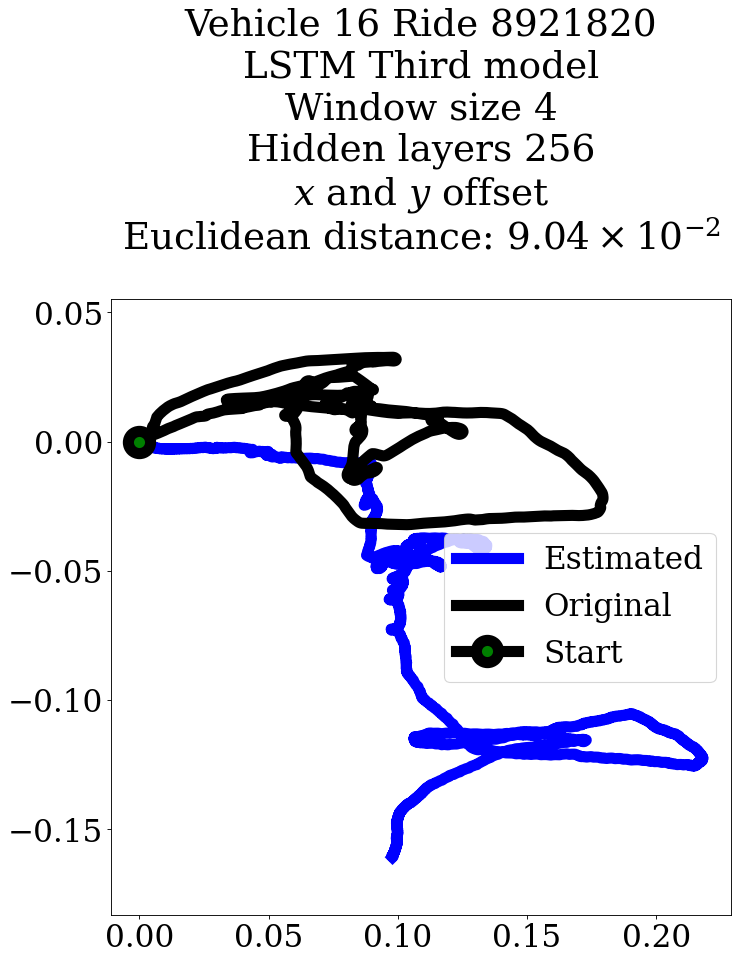 Vehicle 16 Ride 8921820
LSTM Third model
Window size 4
Hidden layers 256
x and y offset
Euclidean distance: 9.04 × 10⁻²
0.05
0.00
−0.05
−0.10
−0.15
Estimated
Original
Start
0.00 0.05 0.10 0.15 0.20